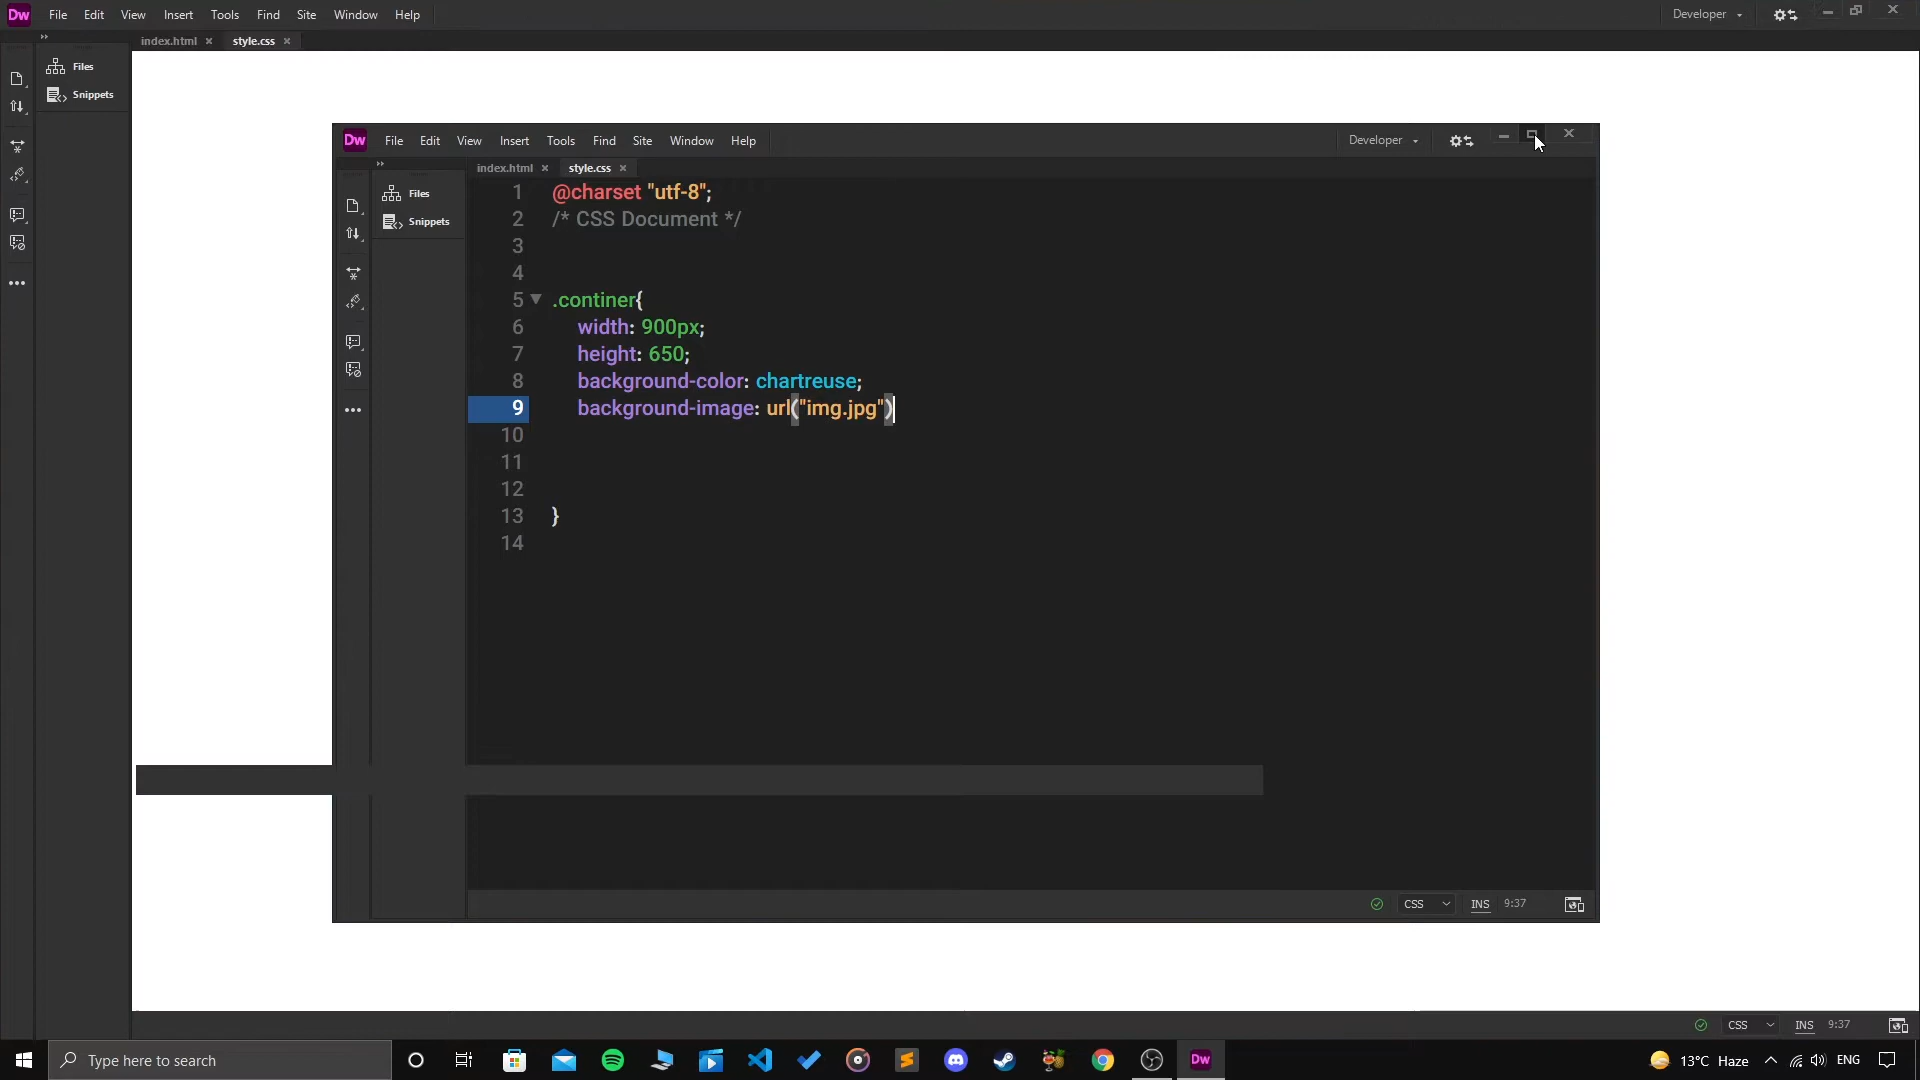 Dw File Edit View Insert Tools Find Site Window Help Developer
index.html style.css
Files
Snippets
Dw File Edit View Insert Tools Find Site Window Help Developer
index.html style.css
Files
Snippets
1 @charset "utf-8";
2 /* CSS Document */
3
4
5 .continer{
6 width: 900px;
7 height: 650;
8 background-color: chartreuse;
9 background-image: url("img.jpg")
10
11
12
13 }
14
CSS INS 9:37
CSS INS 9:37
Type here to search Dw 13°C Haze ENG